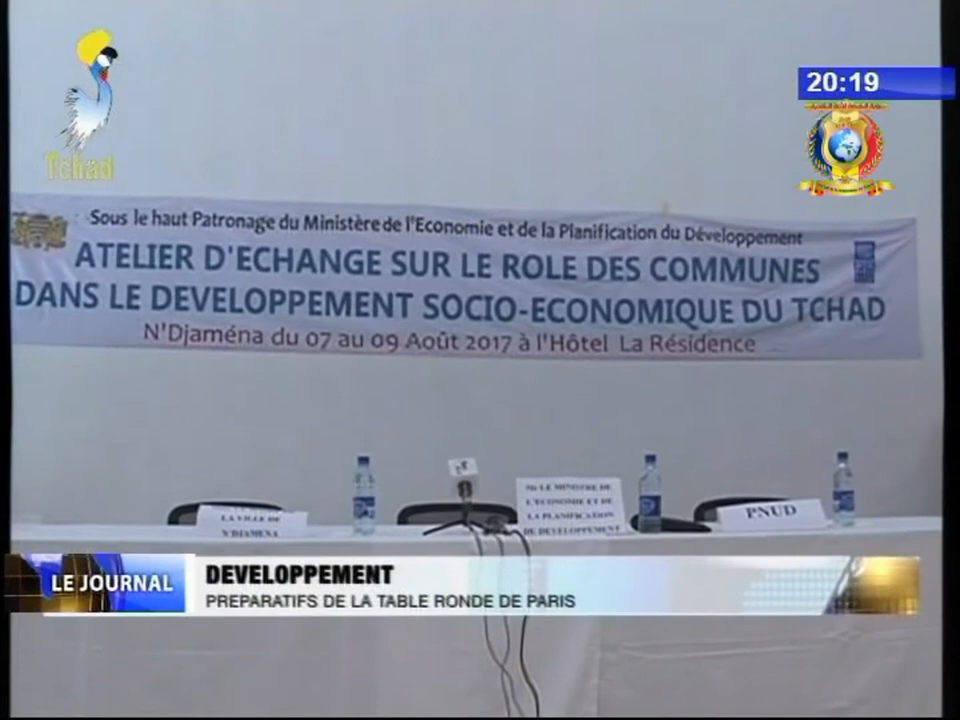 Tchad
20:19
Sous le haut Patronage du Ministère de l'Economie et de la Planification du Développement
ATELIER D'ECHANGE SUR LE ROLE DES COMMUNES
DANS LE DEVELOPPEMENT SOCIO-ECONOMIQUE DU TCHAD
N'Djaména du 07 au 09 Août 2017 à l'Hôtel La Résidence
LA VILLE DE
N'DJAMENA
Mr LE MINISTRE DE
L'ECONOMIE ET DE
LA PLANIFICATION
DE DEVELOPPEMENT
PNUD
LE JOURNAL
DEVELOPPEMENT
PREPARATIFS DE LA TABLE RONDE DE PARIS